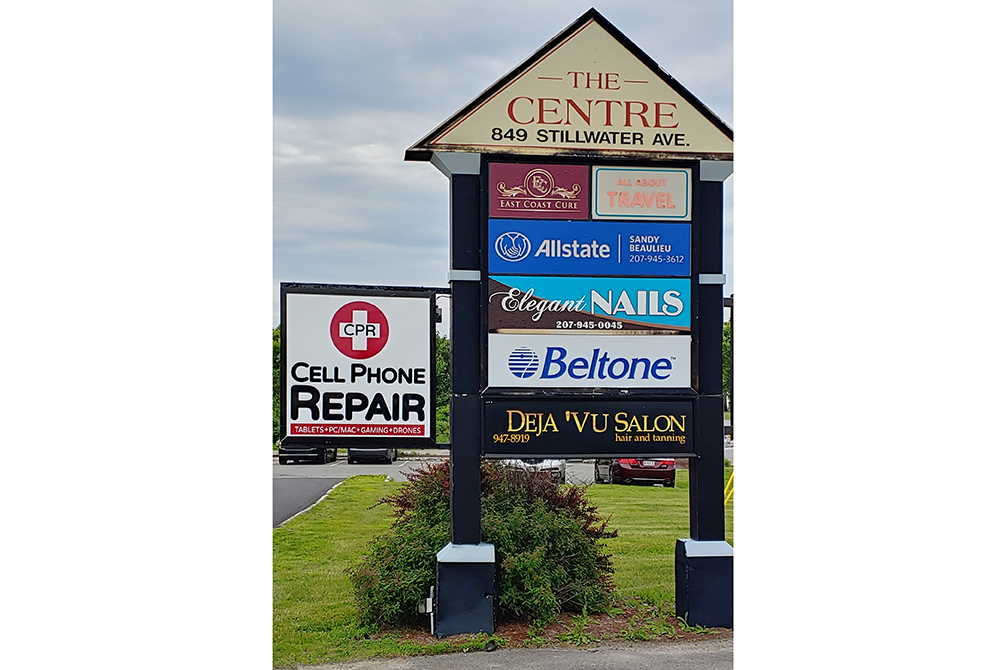 THE
CENTRE
849 STILLWATER AVE.
EC
EAST COAST CURE
ALL ABOUT
TRAVEL
Allstate
SANDY
BEAULIEU
207-945-3612
Elegant NAILS
207-945-0045
Beltone™
DEJA 'VU SALON
947-8919 hair and tanning
CPR
CELL PHONE
REPAIR
TABLETS+PC/MAC+GAMING+DRONES